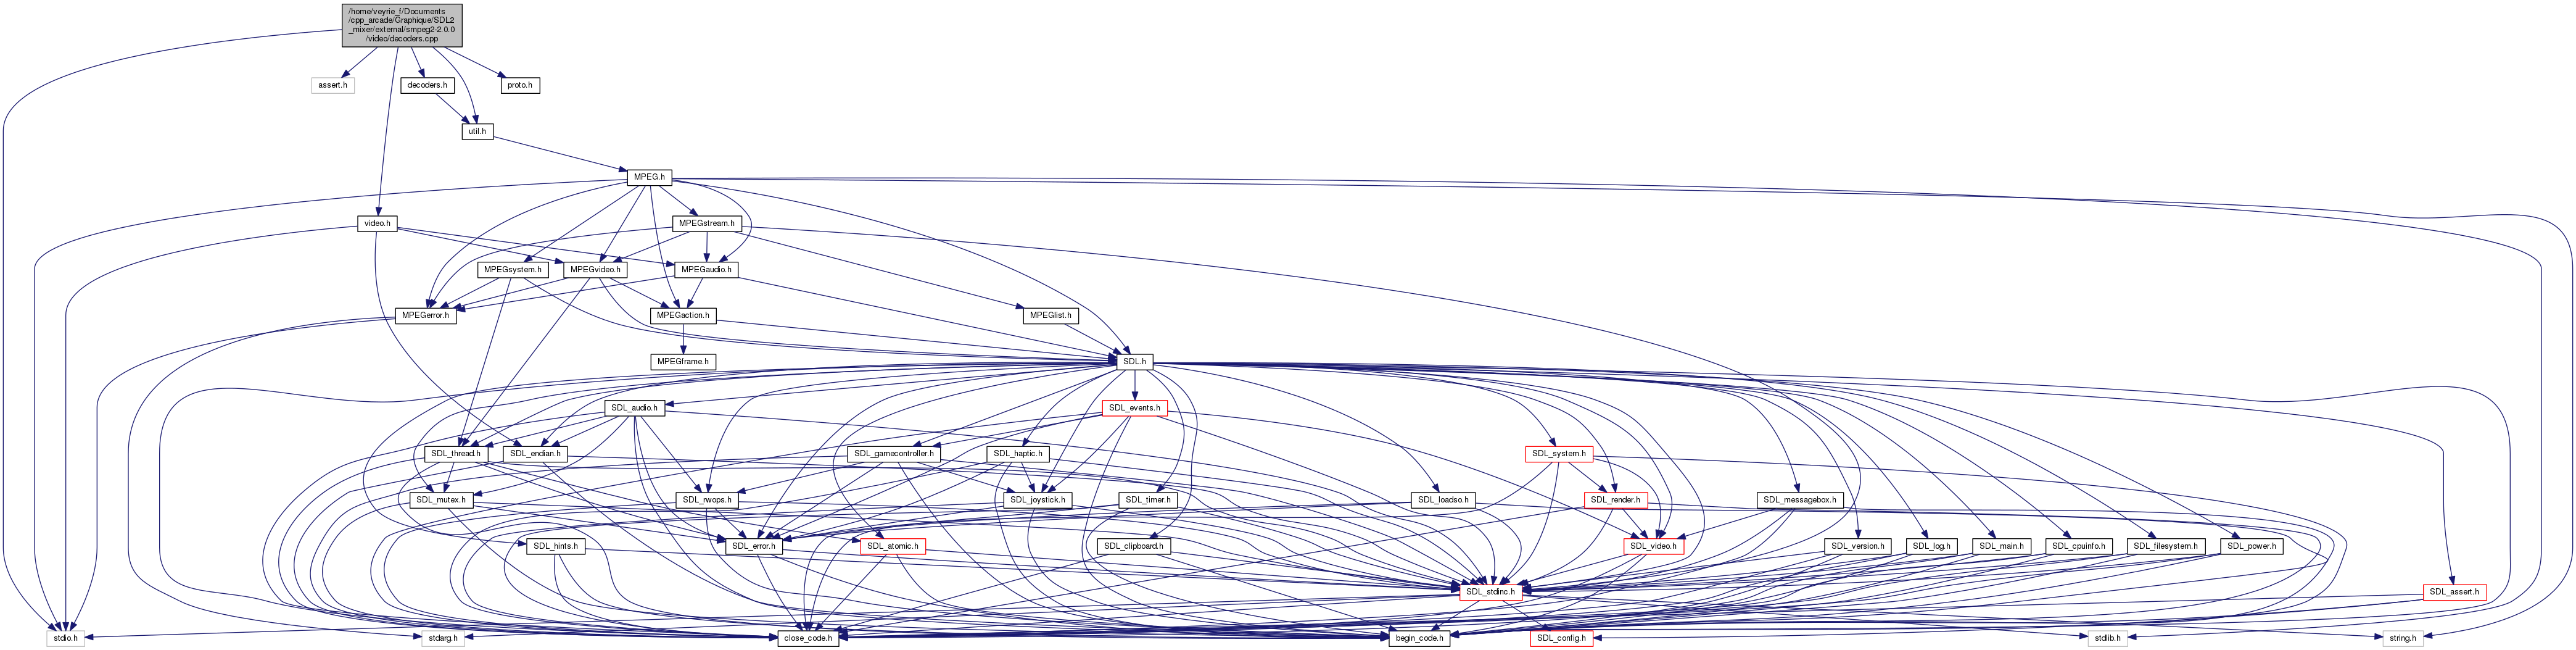 /home/veyrie_f/Documents
/cpp_arcade/Graphique/SDL2
_mixer/external/smpeg2-2.0.0
/video/decoders.cpp
assert.h
decoders.h
proto.h
util.h
MPEG.h
video.h
MPEGstream.h
MPEGsystem.h
MPEGvideo.h
MPEGaudio.h
MPEGerror.h
MPEGaction.h
MPEGlist.h
MPEGframe.h
SDL.h
SDL_audio.h
SDL_events.h
SDL_thread.h
SDL_endian.h
SDL_gamecontroller.h
SDL_haptic.h
SDL_system.h
SDL_mutex.h
SDL_rwops.h
SDL_joystick.h
SDL_timer.h
SDL_loadso.h
SDL_render.h
SDL_messagebox.h
SDL_hints.h
SDL_error.h
SDL_atomic.h
SDL_clipboard.h
SDL_video.h
SDL_version.h
SDL_log.h
SDL_main.h
SDL_cpuinfo.h
SDL_filesystem.h
SDL_power.h
SDL_stdinc.h
SDL_assert.h
stdio.h
stdarg.h
close_code.h
begin_code.h
SDL_config.h
stdlib.h
string.h